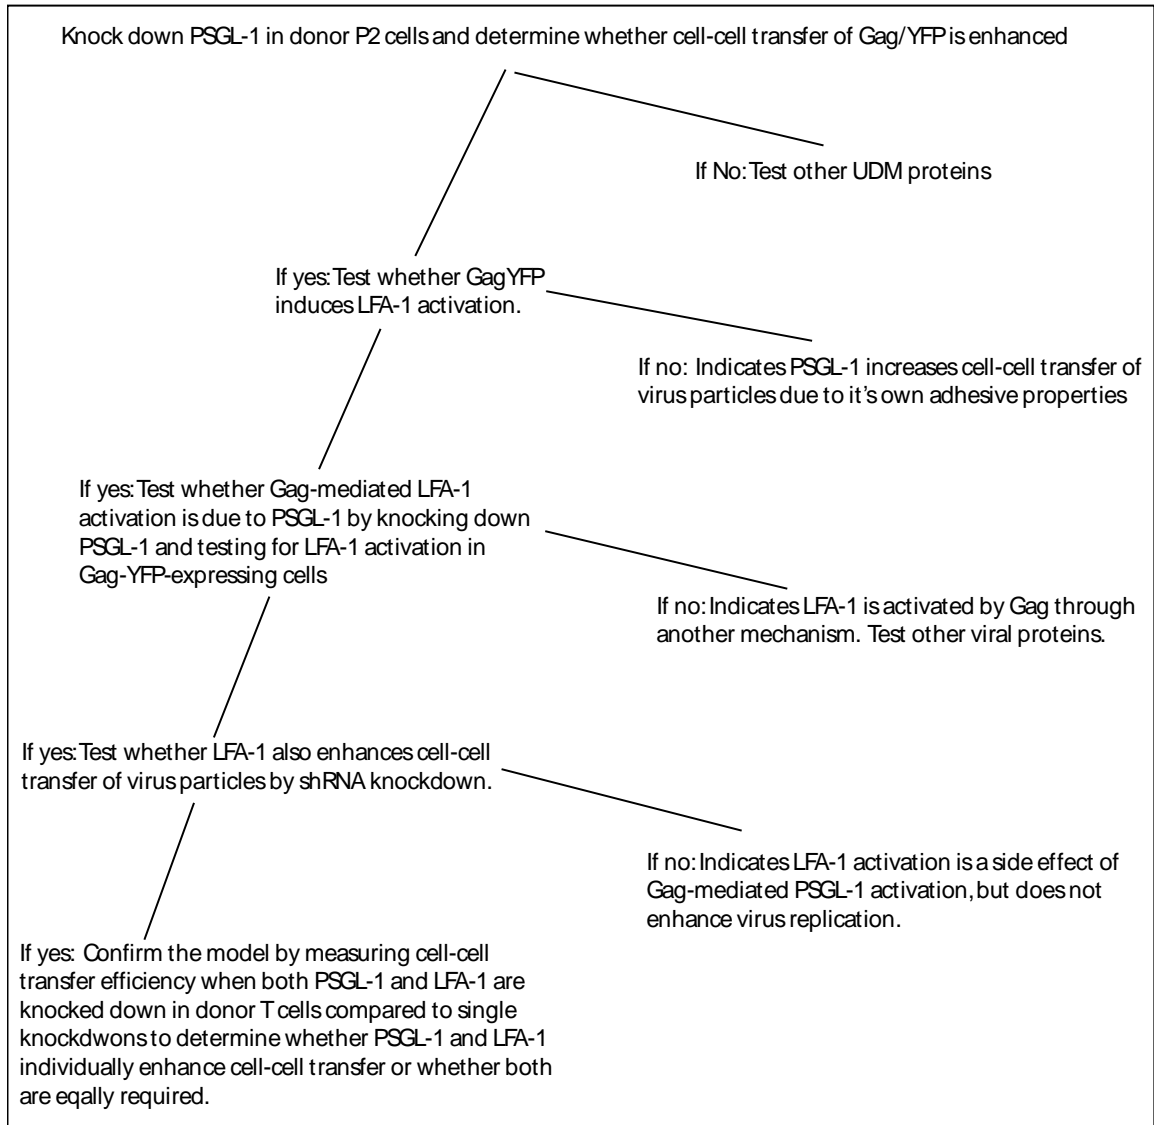 Knock down PSGL-1 in donor P2 cells and determine whether cell-cell transfer of Gag/YFP is enhanced
If No: Test other UDM proteins
If yes: Test whether Gag YFP
induces LFA-1 activation.
If no: Indicates PSGL-1 increases cell-cell transfer of
virus particles due to it's own adhesive properties
If yes: Test whether Gag-mediated LFA-1
activation is due to PSGL-1 by knocking down
PSGL-1 and testing for LFA-1 activation in
Gag-YFP-expressing cells
If no: Indicates LFA-1 is activated by Gag through
another mechanism. Test other viral proteins.
If yes: Test whether LFA-1 also enhances cell-cell
transfer of virus particles by shRNA knockdown.
If no: Indicates LFA-1 activation is a side effect of
Gag-mediated PSGL-1 activation, but does not
enhance virus replication.
If yes: Confirm the model by measuring cell-cell
transfer efficiency when both PSGL-1 and LFA-1 are
knocked down in donor T cells compared to single
knockdwons to determine whether PSGL-1 and LFA-1
individually enhance cell-cell transfer or whether both
are eqally required.